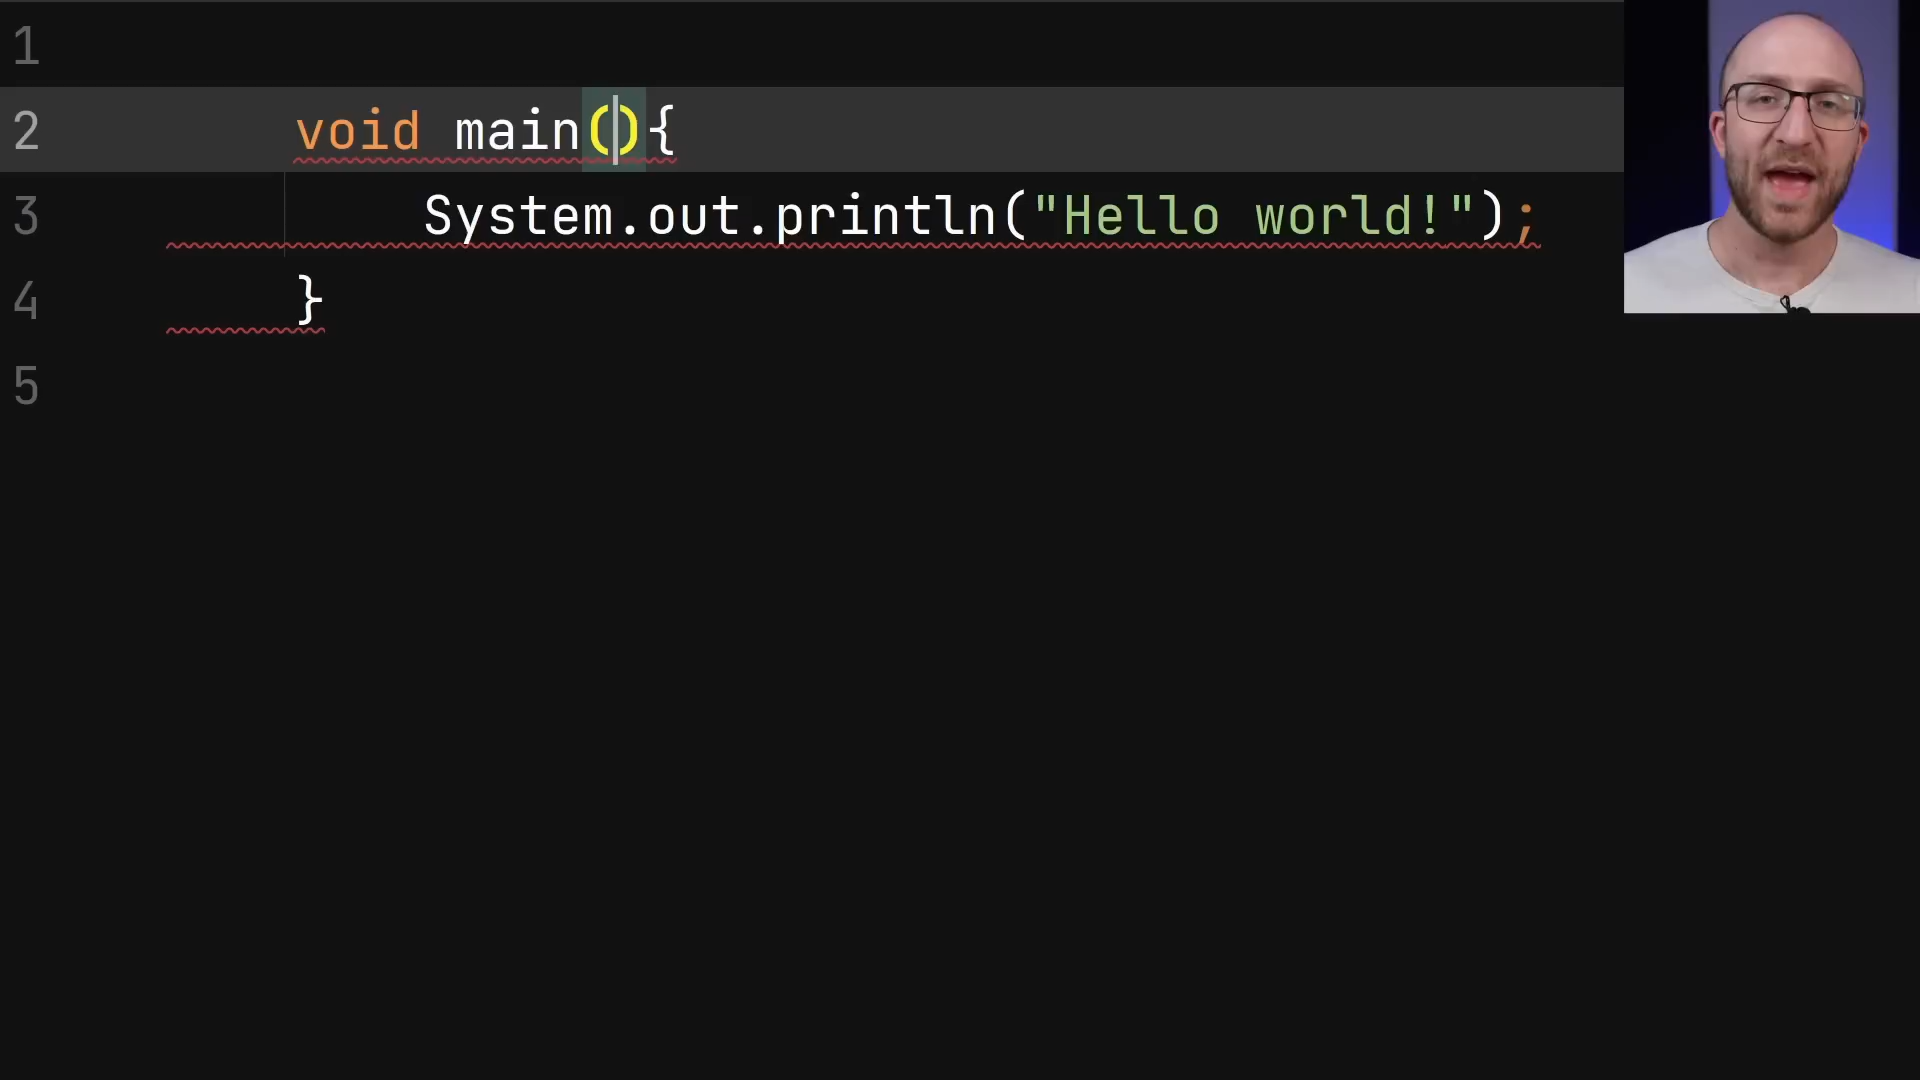 1
2 void main(){
3 System.out.println("Hello world!");
4 }
5